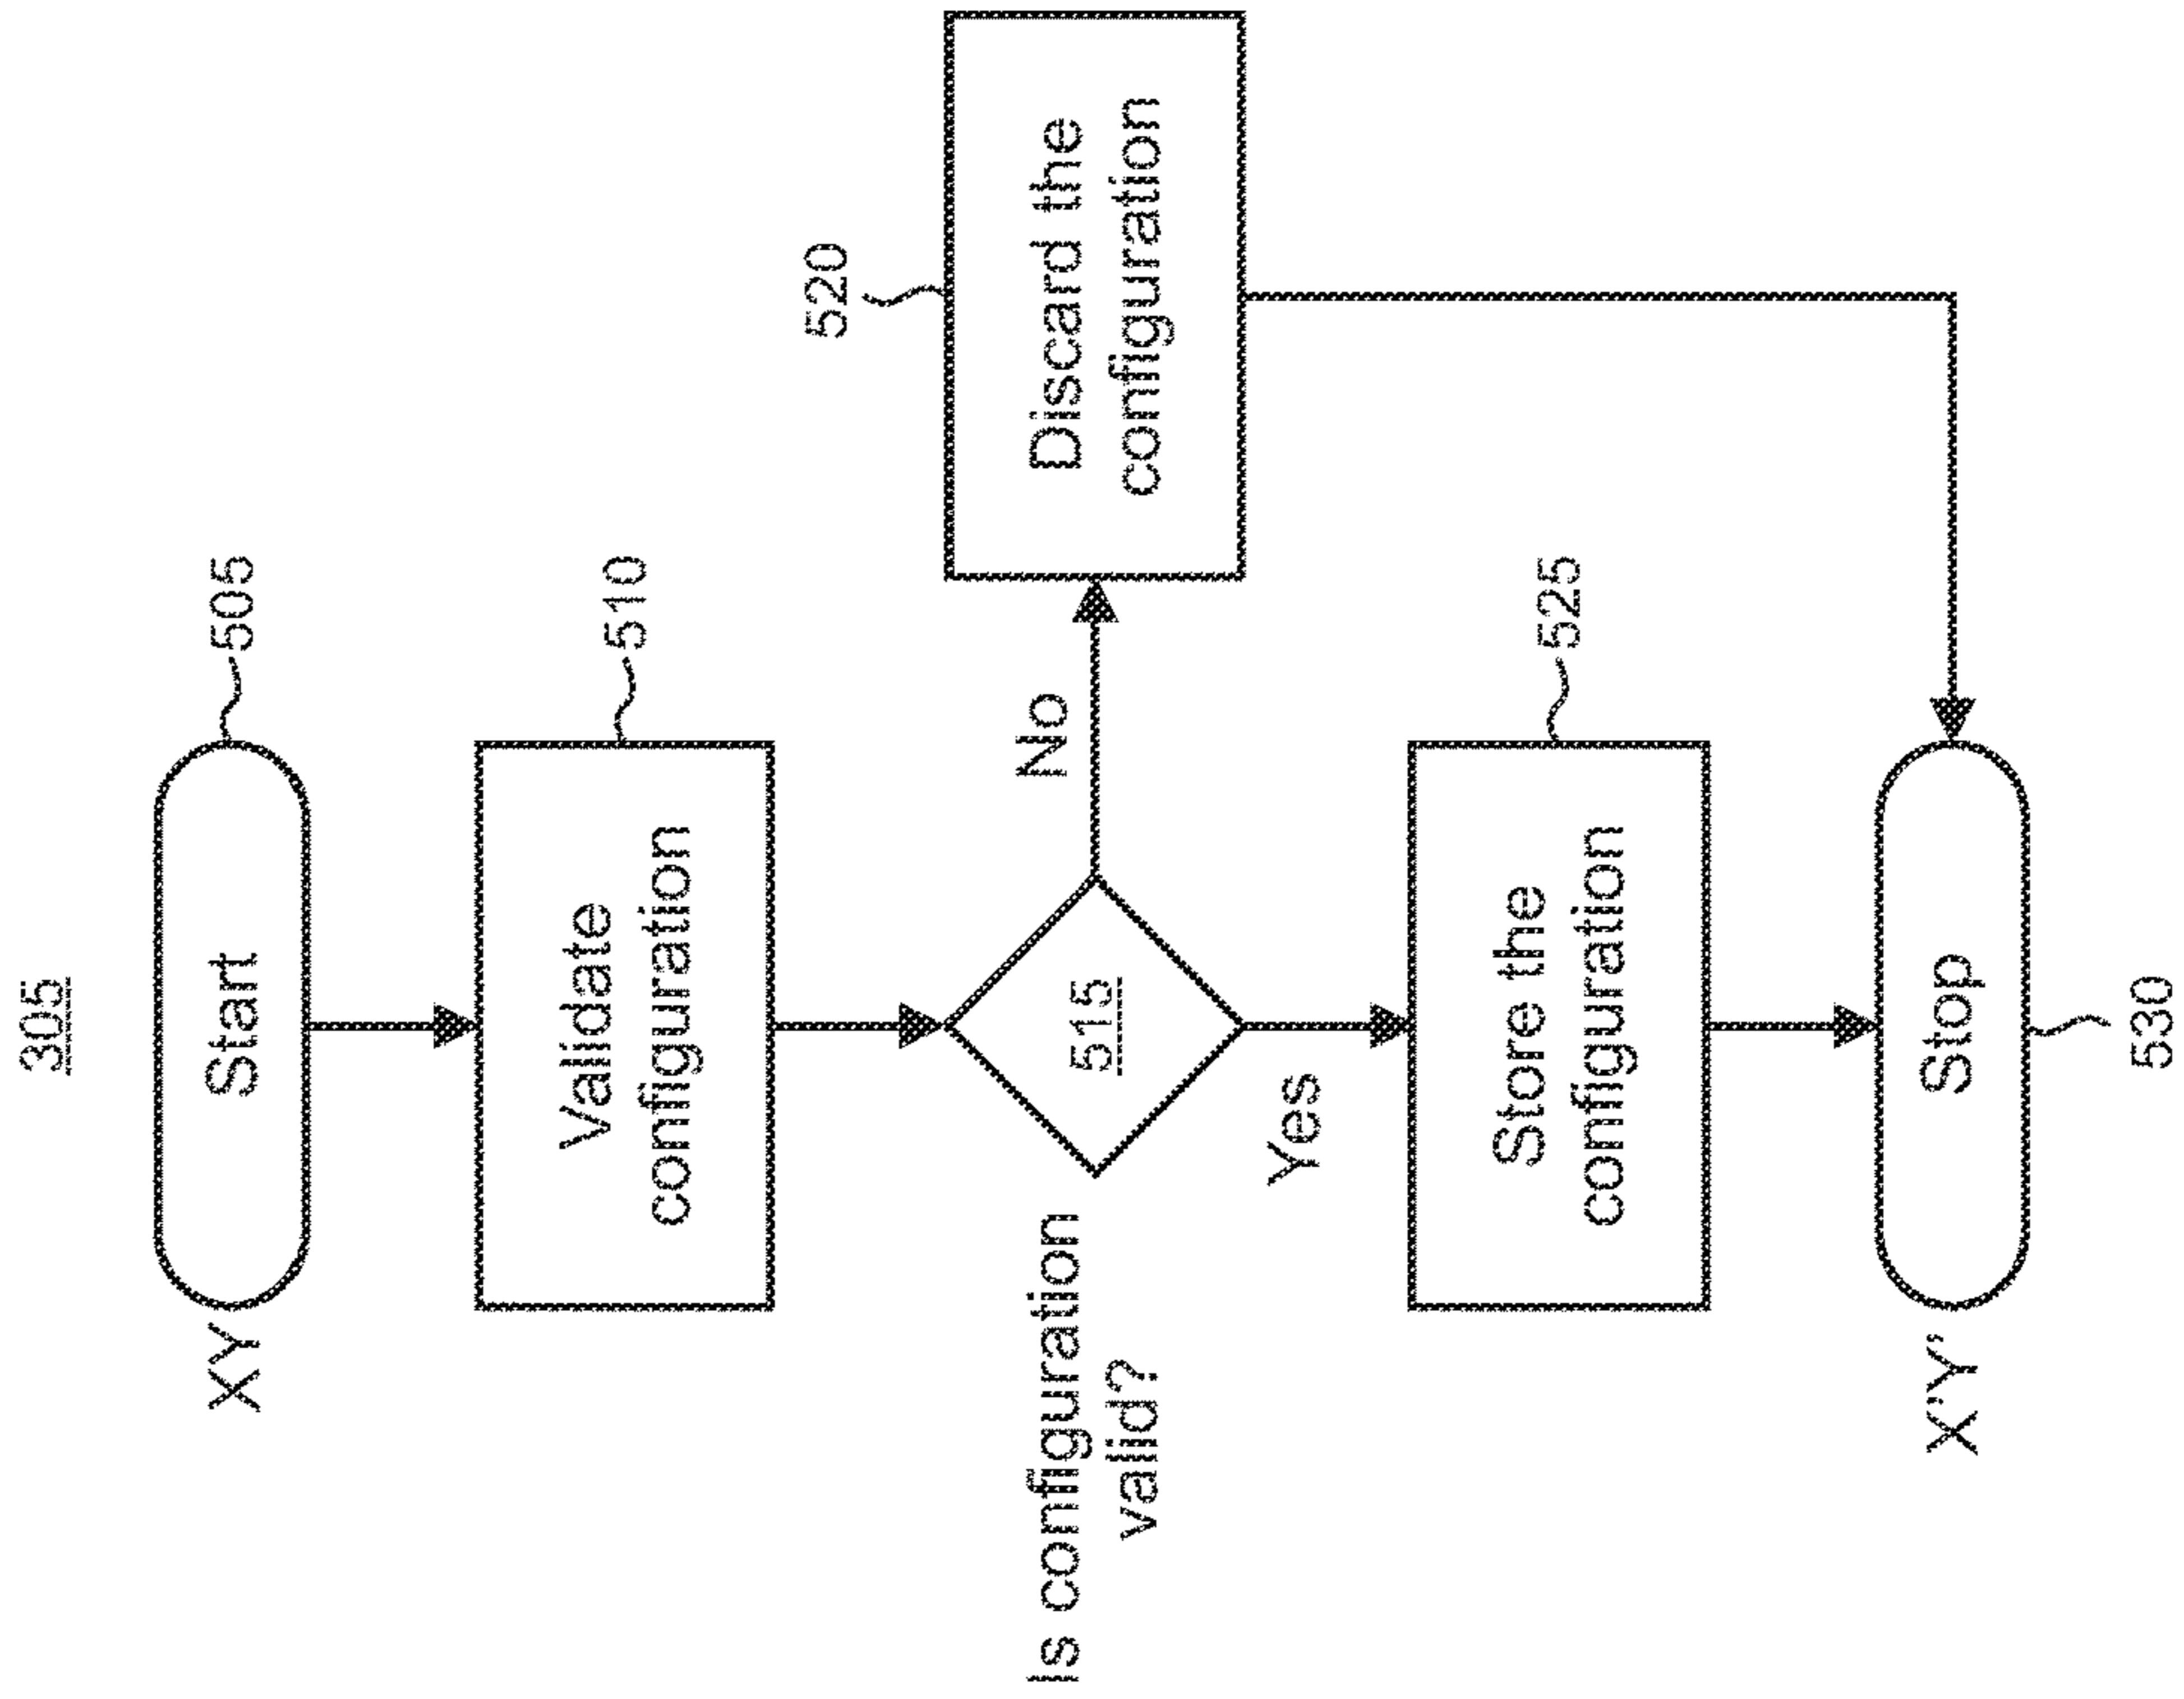 305
XY
Start
505
Validate
configuration
510
Is configuration
valid?
515
No
520
Discard the
configuration
Yes
Store the
configuration
525
X'Y'
Stop
530